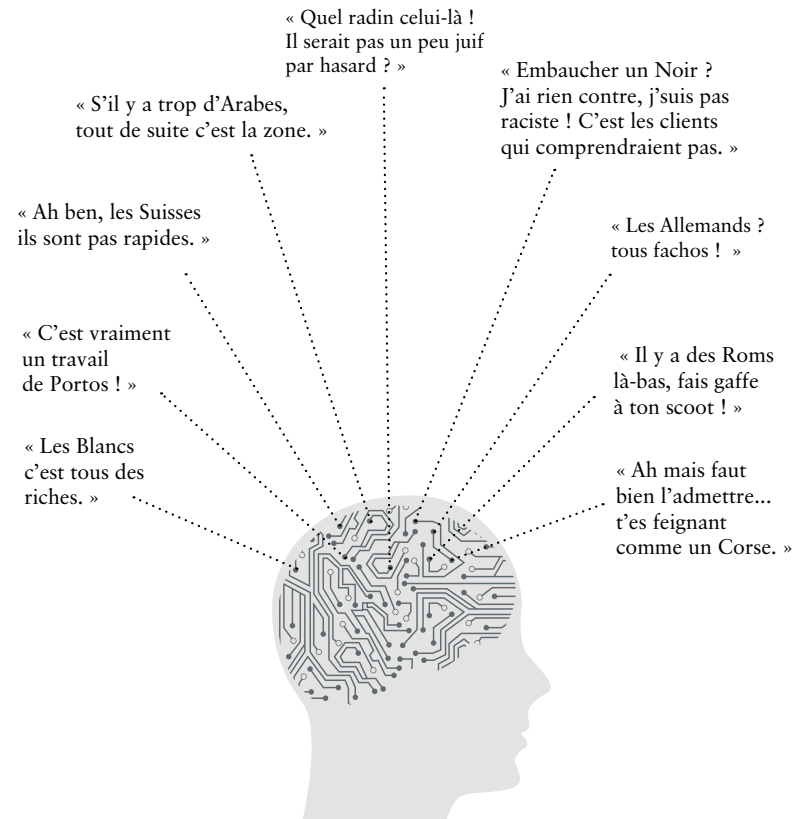 « Quel radin celui-là !
Il serait pas un peu juif
par hasard ? »
« Embaucher un Noir ?
J'ai rien contre, j'suis pas
raciste ! C'est les clients
qui comprendraient pas. »
« S'il y a trop d'Arabes,
tout de suite c'est la zone. »
« Ah ben, les Suisses
ils sont pas rapides. »
« Les Allemands ?
tous fachos ! »
« C'est vraiment
un travail
de Portos ! »
« Il y a des Roms
là-bas, fais gaffe
à ton scoot ! »
« Les Blancs
c'est tous des
riches. »
« Ah mais faut
bien l'admettre...
t'es feignant
comme un Corse. »